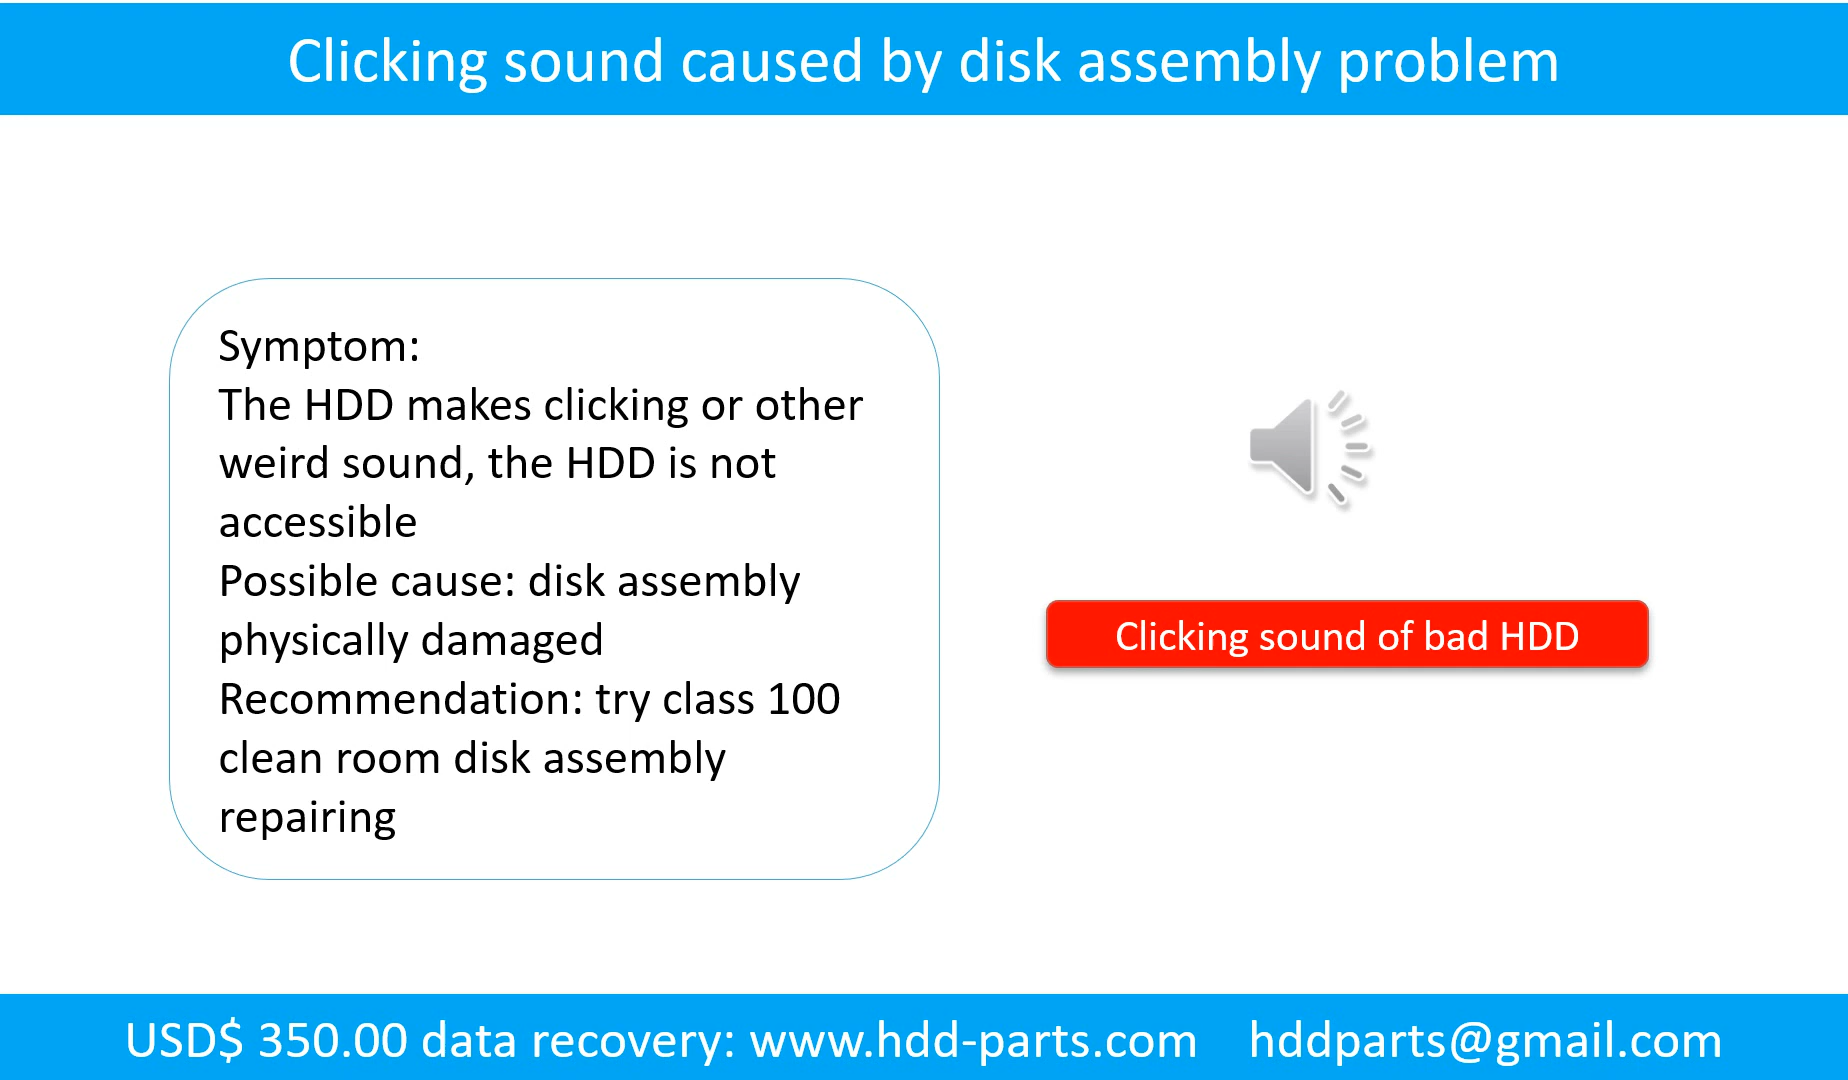 Clicking sound caused by disk assembly problem
Symptom:
The HDD makes clicking or other
weird sound, the HDD is not
accessible
Possible cause: disk assembly
physically damaged
Recommendation: try class 100
clean room disk assembly
repairing
Clicking sound of bad HDD
USD$ 350.00 data recovery: www.hdd-parts.com hddparts@gmail.com